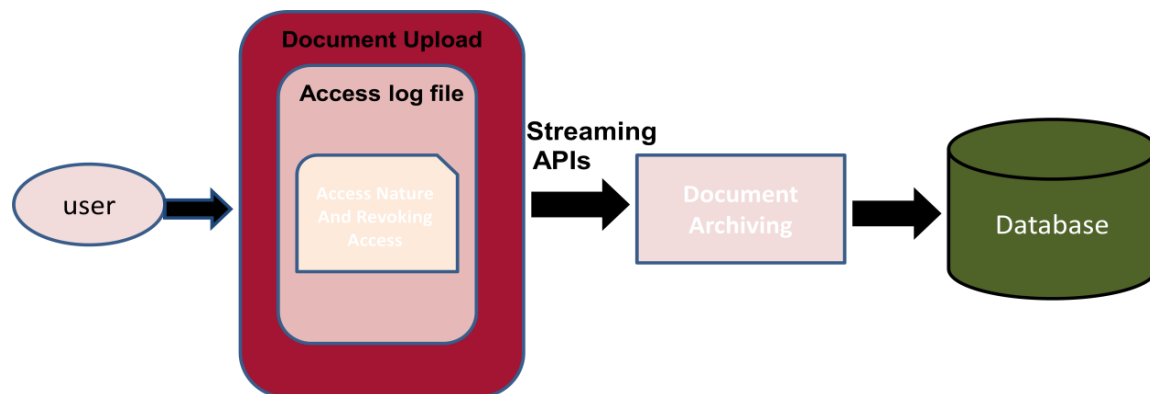 Document Upload
Access log file
Access Nature
And Revoking
Access
user
Streaming
APIs
Document
Archiving
Database